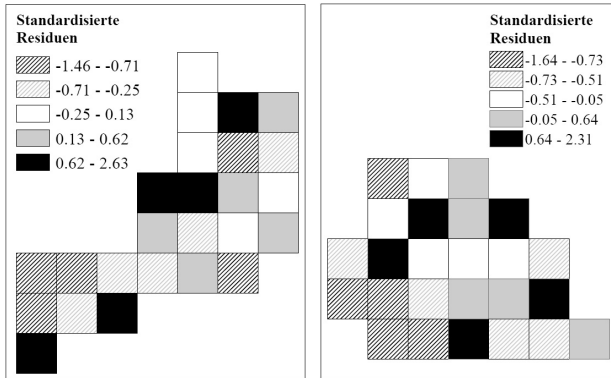 Standardisierte
Residuen
-1.46 - -0.71
-0.71 - -0.25
-0.25 - 0.13
0.13 - 0.62
0.62 - 2.63
Standardisierte
Residuen
-1.64 - -0.73
-0.73 - -0.51
-0.51 - -0.05
-0.05 - 0.64
0.64 - 2.31